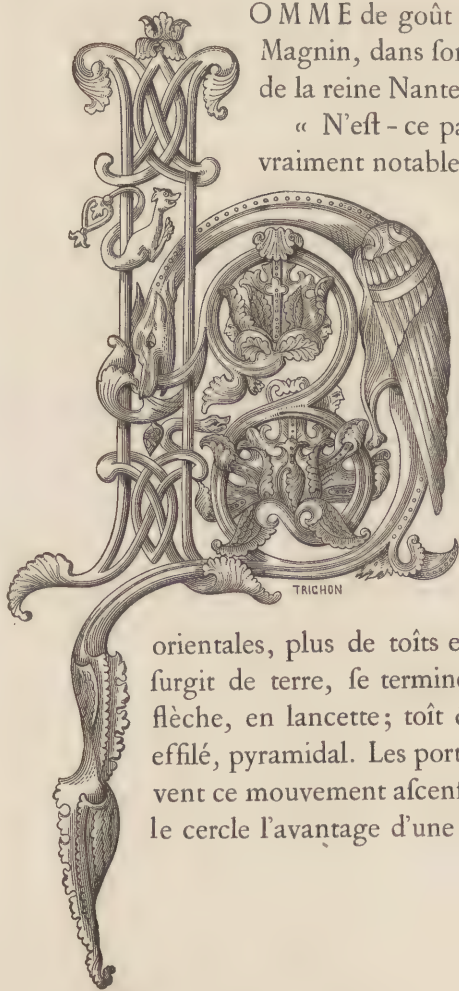 OMME de goût
Magnin, dans ſon
de la reine Nante
« N'eſt-ce pa
vraiment notable
TRICHON
orientales, plus de toîts e
ſurgit de terre, ſe termine
flèche, en lancette; toît
effilé, pyramidal. Les port
vent ce mouvement aſcenſ
le cercle l'avantage d'une